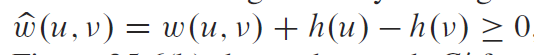 ŵ(u, v) = w(u, v) + h(u) − h(v) ≥ 0.